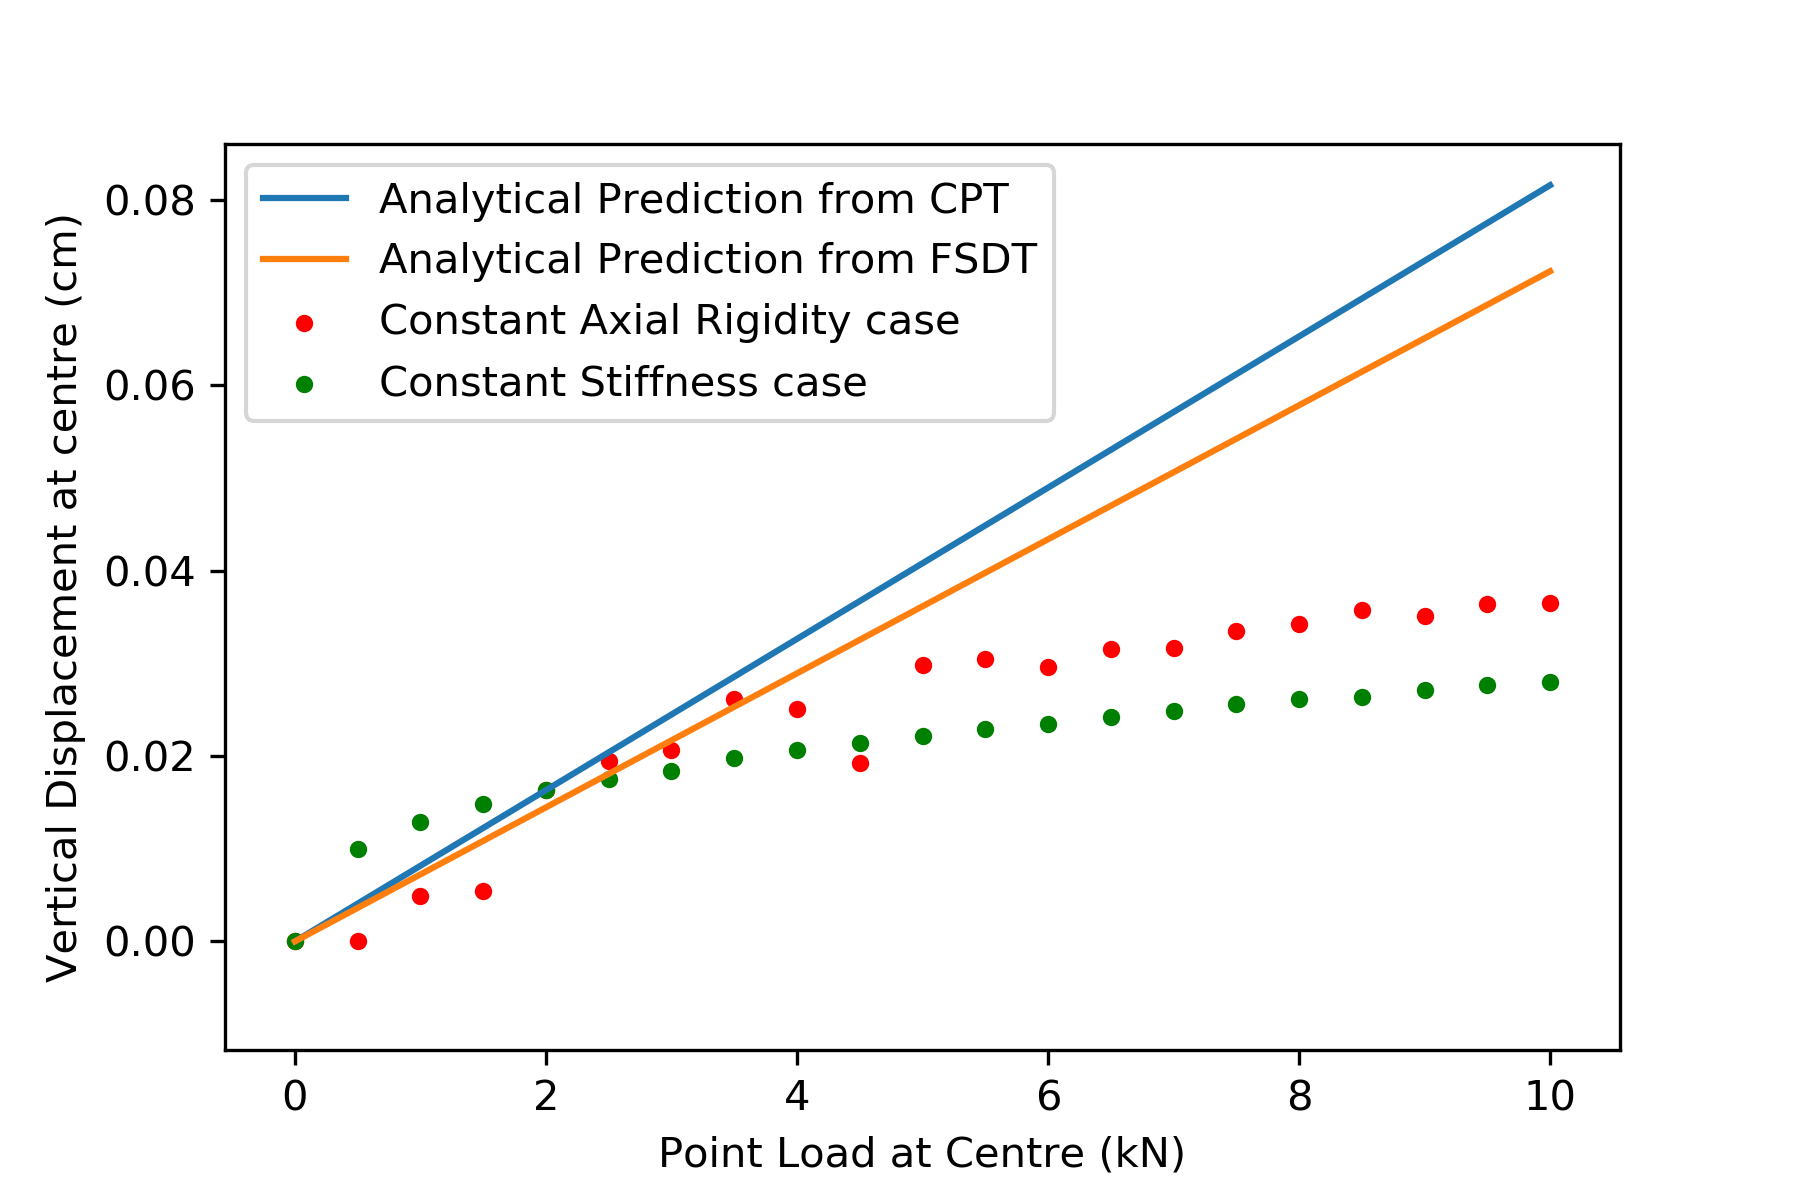 Analytical Prediction from CPT
Analytical Prediction from FSDT
Constant Axial Rigidity case
Constant Stiffness case
Vertical Displacement at centre (cm)
0.08
0.06
0.04
0.02
0.00
0 2 4 6 8 10
Point Load at Centre (kN)